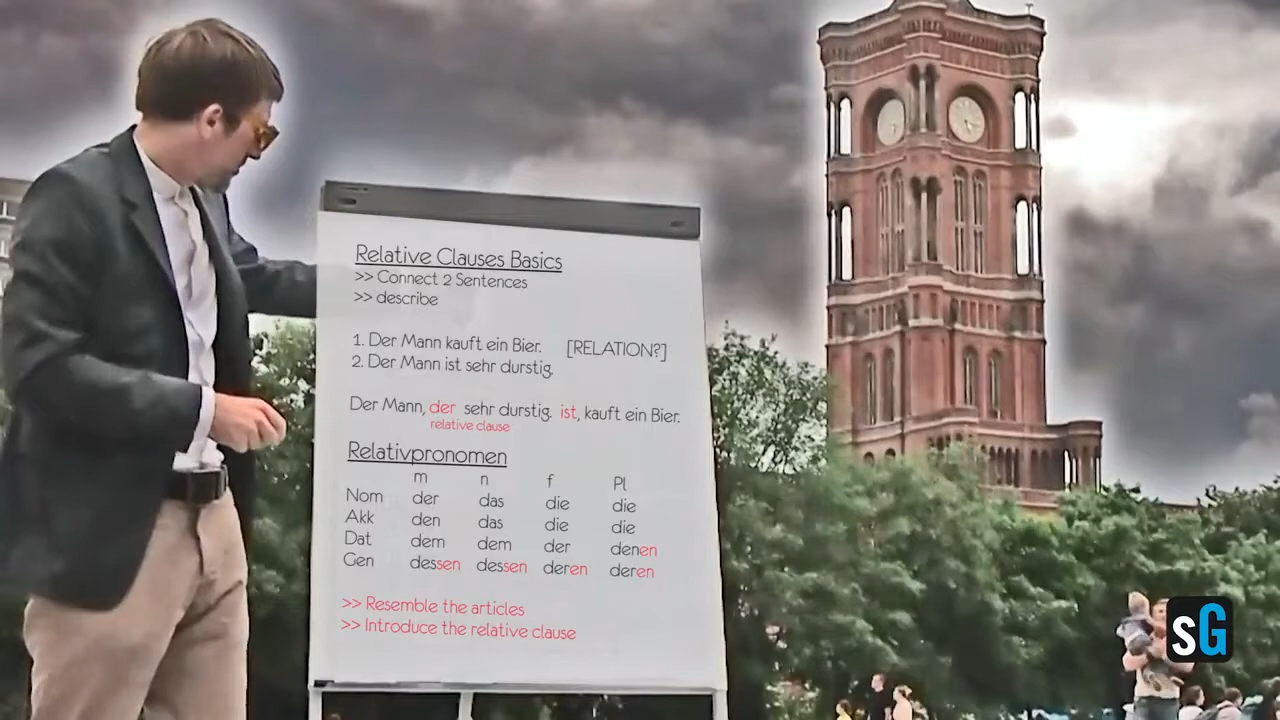 Relative Clauses Basics
>> Connect 2 Sentences
>> describe
1. Der Mann kauft ein Bier. [RELATION?]
2. Der Mann ist sehr durstig.
Der Mann, der sehr durstig. ist, kauft ein Bier.
relative clause
Relativpronomen
m n f Pl
Nom der das die die
Akk den das die die
Dat dem dem der denen
Gen dessen dessen deren deren
>> Resemble the articles
>> Introduce the relative clause
sG